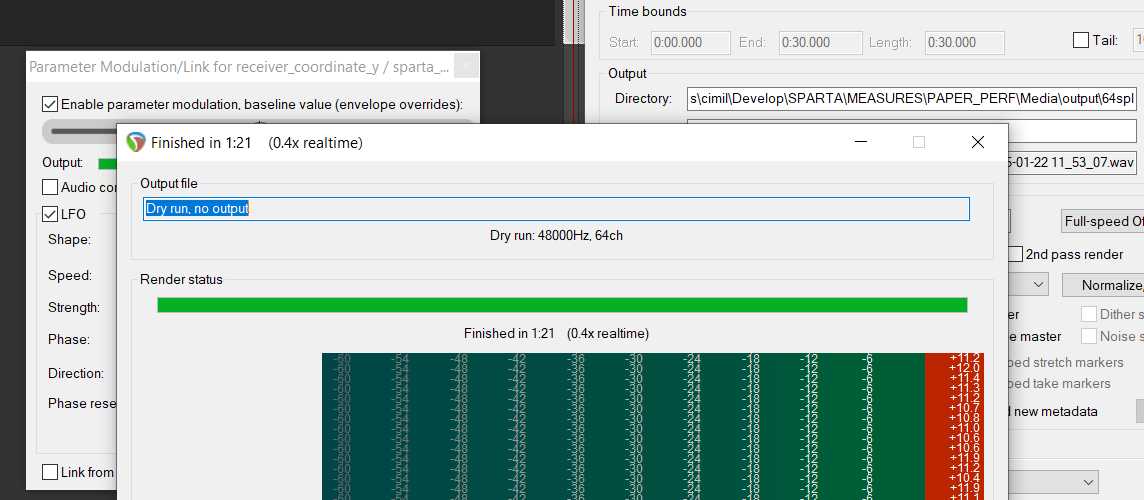 Time bounds
Start: 0:00.000 End: 0:30.000 Length: 0:30.000 Tail:
Parameter Modulation/Link for receiver_coordinate_y / sparta_...
Output
Enable parameter modulation, baseline value (envelope overrides):
Directory: s\cimil\Develop\SPARTA\MEASURES\PAPER_PERF\Media\output\64spl
Finished in 1:21 (0.4x realtime)
Output:
5-01-22 11_53_07.wav
Output file
Audio con
Dry run, no output
LFO
Full-speed Of
Dry run: 48000Hz, 64ch
Shape:
2nd pass render
Speed:
Render status
Normalize,
Strength:
er Dither s
Finished in 1:21 (0.4x realtime)
Phase:
e master Noise s
-60 -54 -48 -42 -36 -30 -24 -18 -12 -6 +11.2
-60 -54 -48 -42 -36 -30 -24 -18 -12 -6 +12.0
-60 -54 -48 -42 -36 -30 -24 -18 -12 -6 +11.4
-60 -54 -48 -42 -36 -30 -24 -18 -12 -6 +11.3
-60 -54 -48 -42 -36 -30 -24 -18 -12 -6 +11.2
-60 -54 -48 -42 -36 -30 -24 -18 -12 -6 +10.7
-60 -54 -48 -42 -36 -30 -24 -18 -12 -6 +10.8
-60 -54 -48 -42 -36 -30 -24 -18 -12 -6 +11.0
-60 -54 -48 -42 -36 -30 -24 -18 -12 -6 +10.6
-60 -54 -48 -42 -36 -30 -24 -18 -12 -6 +10.6
-60 -54 -48 -42 -36 -30 -24 -18 -12 -6 +11.9
-60 -54 -48 -42 -36 -30 -24 -18 -12 -6 +11.2
-60 -54 -48 -42 -36 -30 -24 -18 -12 -6 +10.4
-60 -54 -48 -42 -36 -30 -24 -18 -12 -6 +11.9
-60 -54 -48 -42 -36 -30 -24 -18 -12 -6 +11.1
ped stretch markers
Direction:
ped take markers
Phase rese
d new metadata
Link from